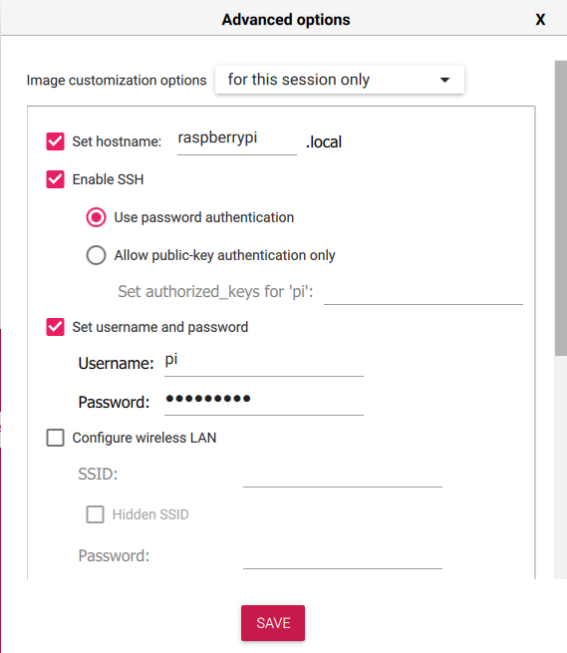 Advanced options X
Image customization options for this session only
Set hostname: raspberrypi .local
Enable SSH
Use password authentication
Allow public-key authentication only
Set authorized_keys for 'pi':
Set username and password
Username: pi
Password: ●●●●●●●●●
Configure wireless LAN
SSID:
Hidden SSID
Password:
SAVE